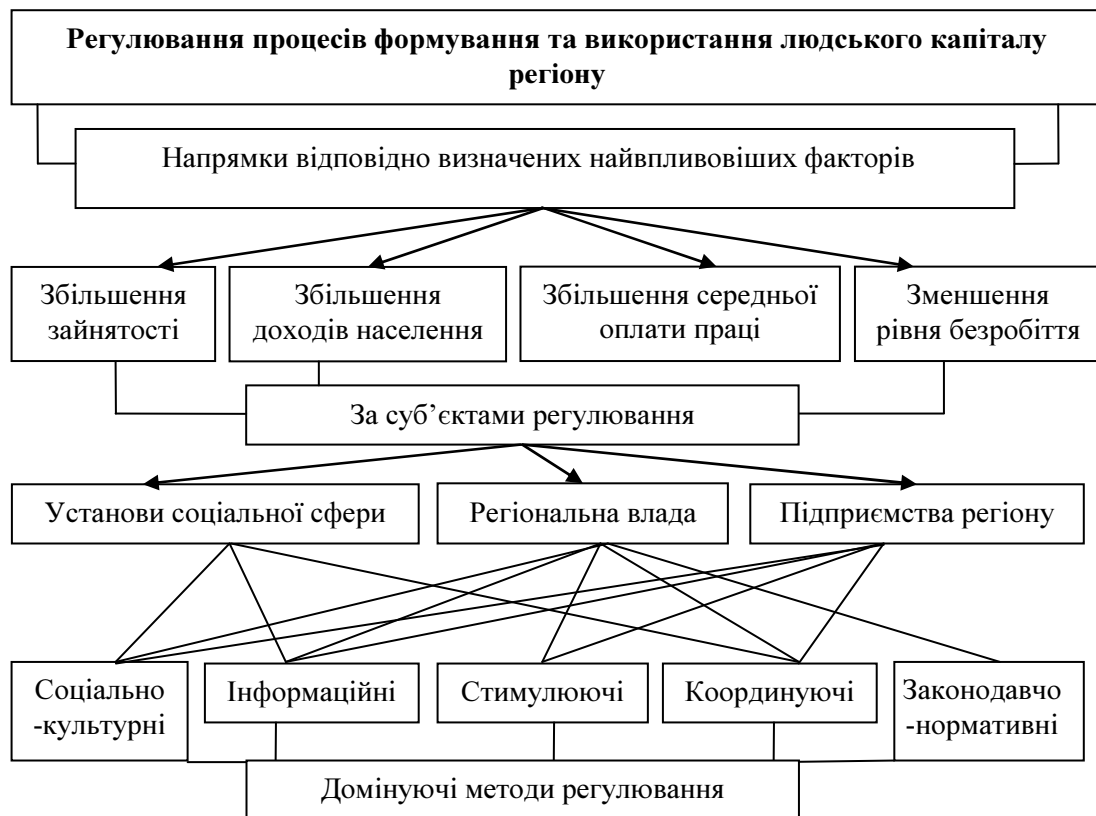 Регулювання процесів формування та використання людського капіталу
регіону
Напрямки відповідно визначених найвпливовіших факторів
Збільшення
зайнятості
Збільшення
доходів населення
Збільшення середньої
оплати праці
Зменшення
рівня безробіття
За суб’єктами регулювання
Установи соціальної сфери
Регіональна влада
Підприємства регіону
Соціально
-культурні
Інформаційні
Стимулюючі
Координуючі
Законодавчо
-нормативні
Домінуючі методи регулювання